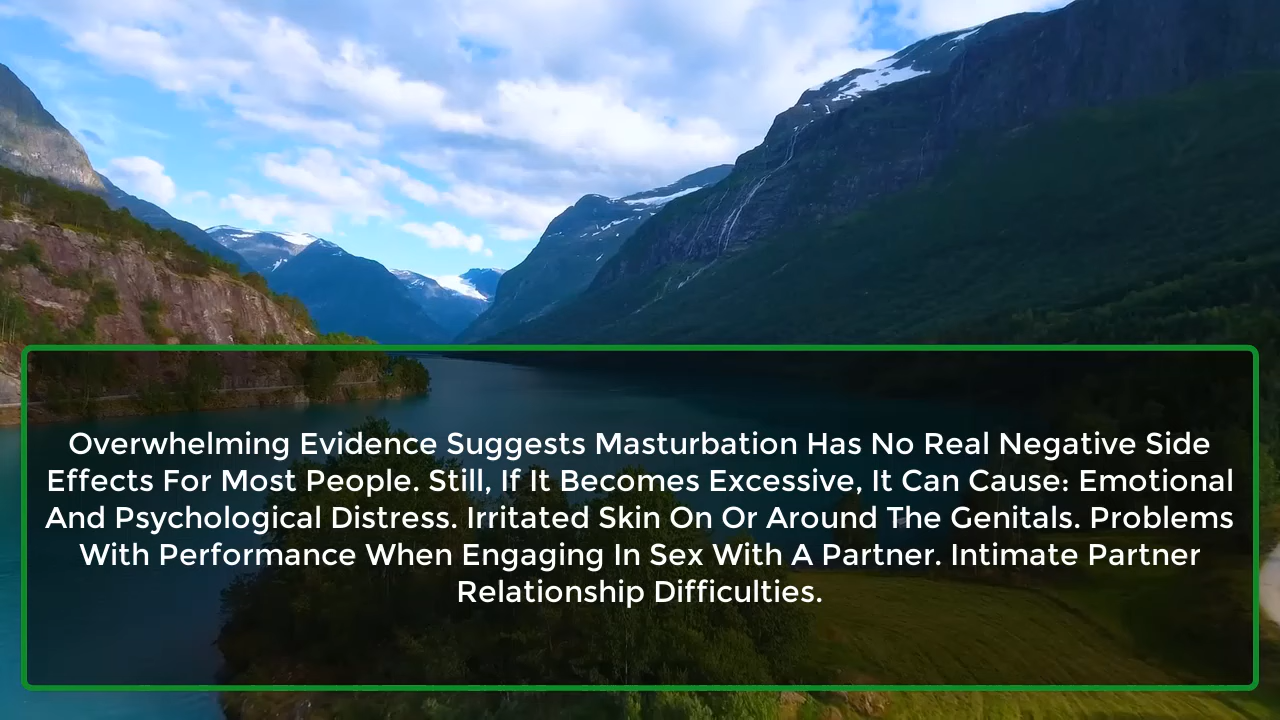 Overwhelming Evidence Suggests Masturbation Has No Real Negative Side
Effects For Most People. Still, If It Becomes Excessive, It Can Cause: Emotional
And Psychological Distress. Irritated Skin On Or Around The Genitals. Problems
With Performance When Engaging In Sex With A Partner. Intimate Partner
Relationship Difficulties.